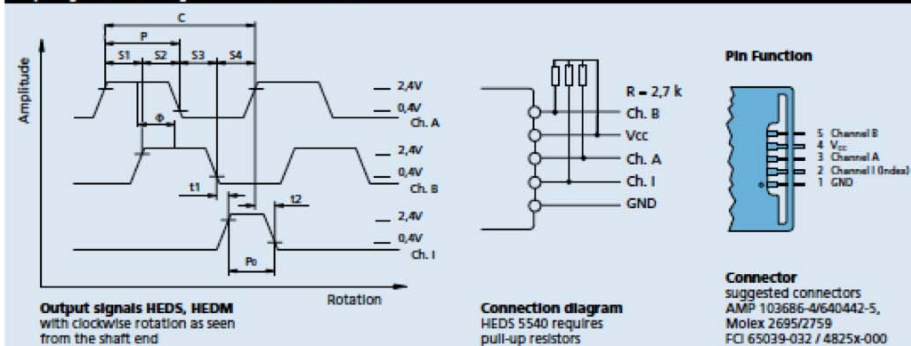 C
P
S1 S2 S3 S4
Φ
Amplitude
2,4V
0,4V
Ch. A
2,4V
0,4V
Ch. B
t1
t2
2,4V
0,4V
Ch. I
P₀
Rotation
Output signals HEDS, HEDM
with clockwise rotation as seen
from the shaft end
R = 2,7 k
Ch. B
Vcc
Ch. A
Ch. I
GND
Connection diagram
HEDS 5540 requires
pull-up resistors
Pin Function
5 Channel B
4 VCC
3 Channel A
2 Channel I (Index)
1 GND
Connector
suggested connectors
AMP 103686-4/640442-5,
Molex 2695/2759
FCI 65039-032 / 4825x-000